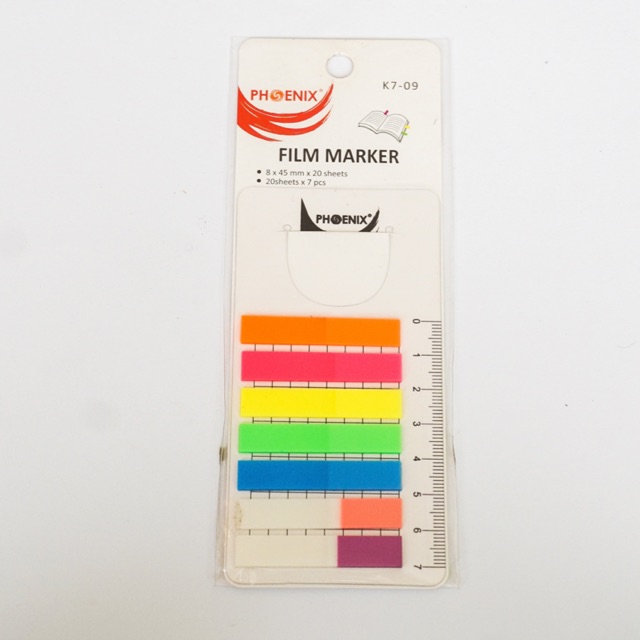 PHOENIX®
K7-09
FILM MARKER
• 8 x 45 mm x 20 sheets
• 20sheets x 7 pcs
PHOENIX®
0
1
2
3
4
5
6
7